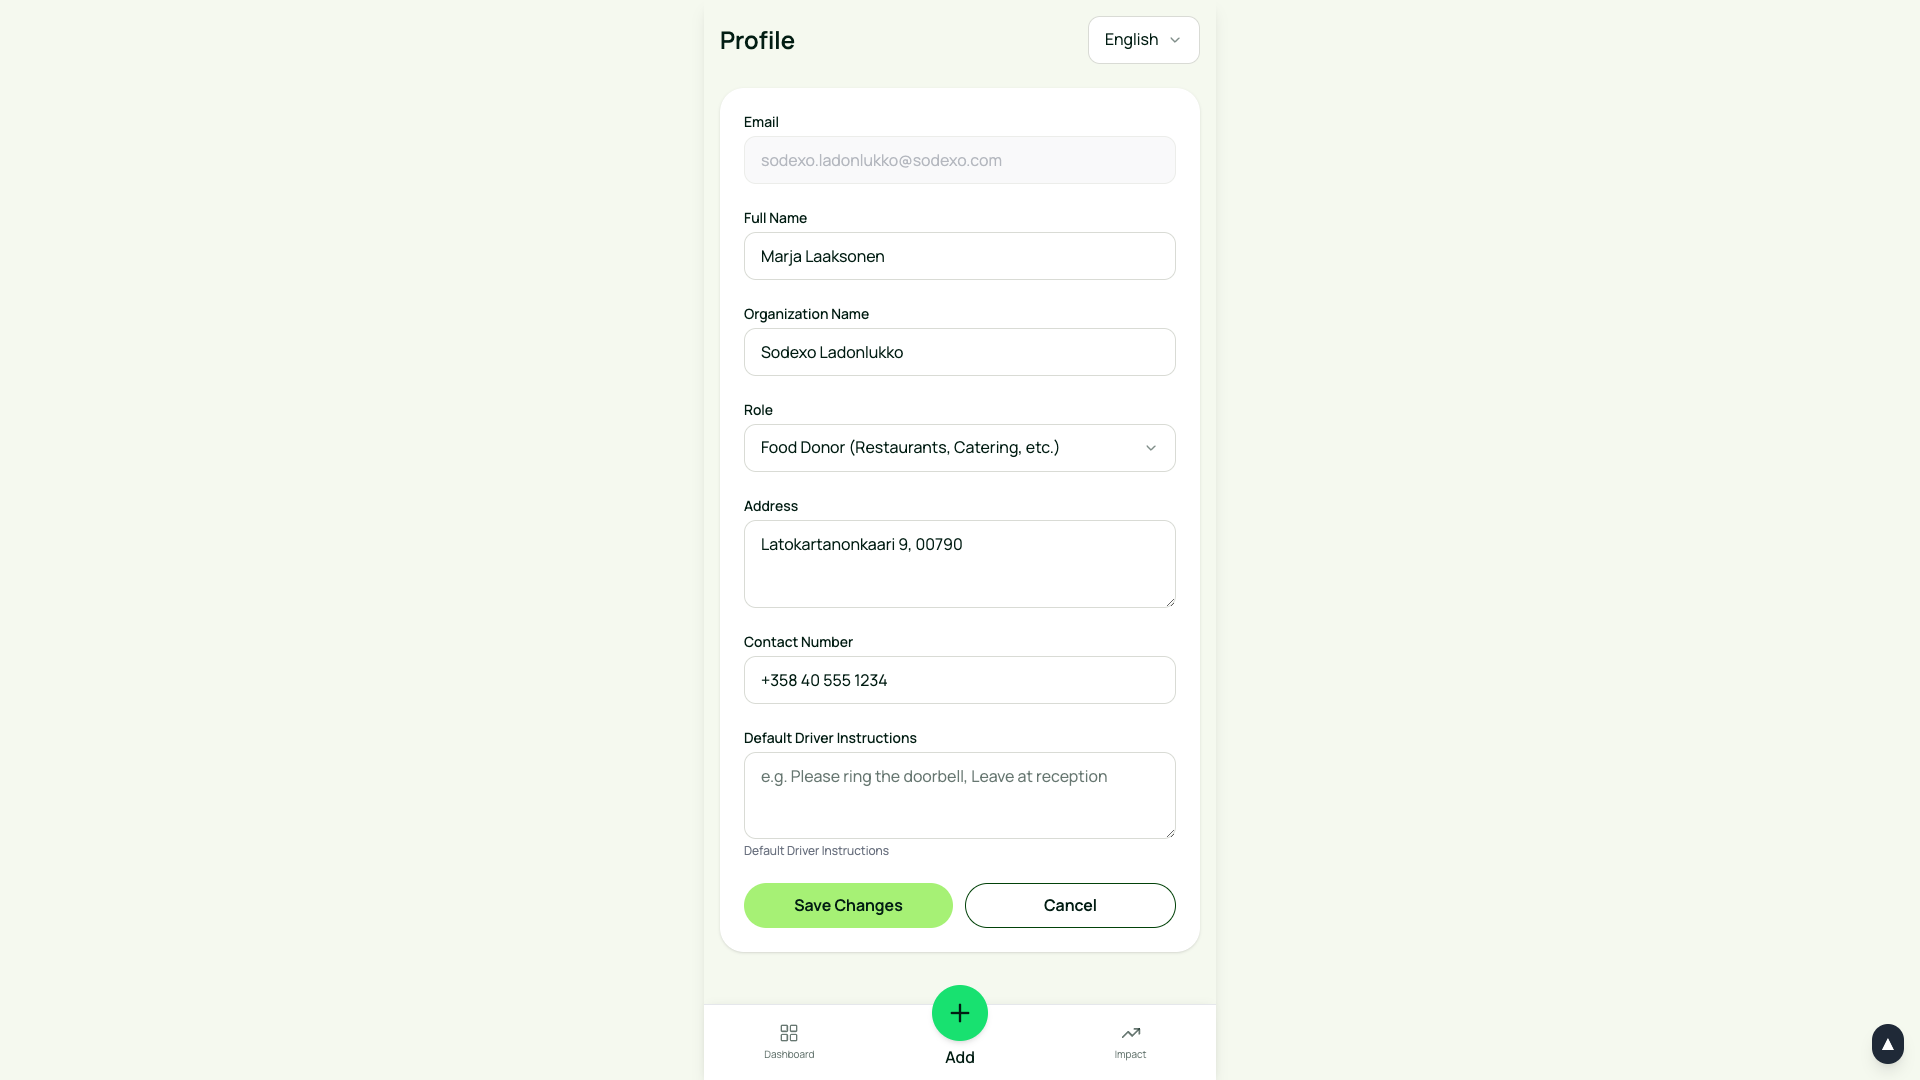 Profile
English
Email
sodexo.ladonlukko@sodexo.com
Full Name
Marja Laaksonen
Organization Name
Sodexo Ladonlukko
Role
Food Donor (Restaurants, Catering, etc.)
Address
Latokartanonkaari 9, 00790
Contact Number
+358 40 555 1234
Default Driver Instructions
e.g. Please ring the doorbell, Leave at reception
Default Driver Instructions
Save Changes
Cancel
Dashboard
Add
Impact